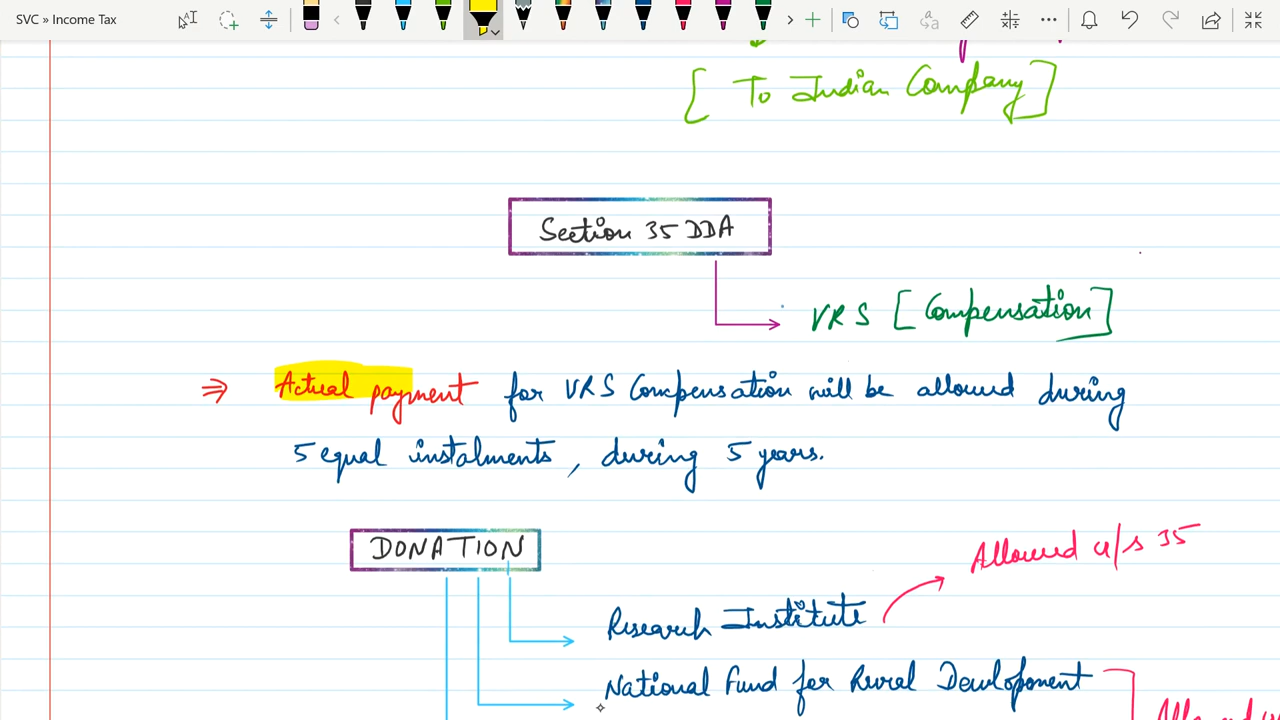 SVC » Income Tax
[ To Indian Company ]
Section 35 DDA
VRS [ Compensation ]
⇒ Actual payment for VRS Compensation will be allowed during
5 equal instalments, during 5 years.
DONATION
Allowed u/s 35
Research Institute
National Fund for Rural Development